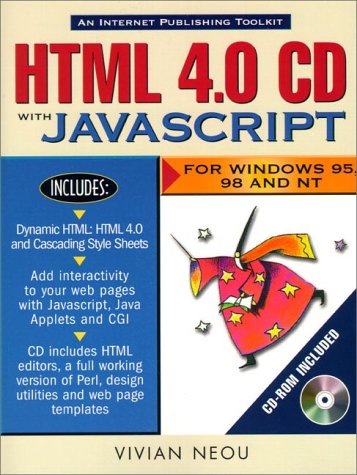 AN INTERNET PUBLISHING TOOLKIT
HTML 4.0 CD
WITH JAVASCRIPT
FOR WINDOWS 95,
98 AND NT
INCLUDES:
Dynamic HTML: HTML 4.0
and Cascading Style Sheets
Add interactivity
to your web pages
with Javascript, Java
Applets and CGI
CD includes HTML
editors, a full working
version of Perl, design
utilities and web page
templates
CD-ROM INCLUDED
VIVIAN NEOU